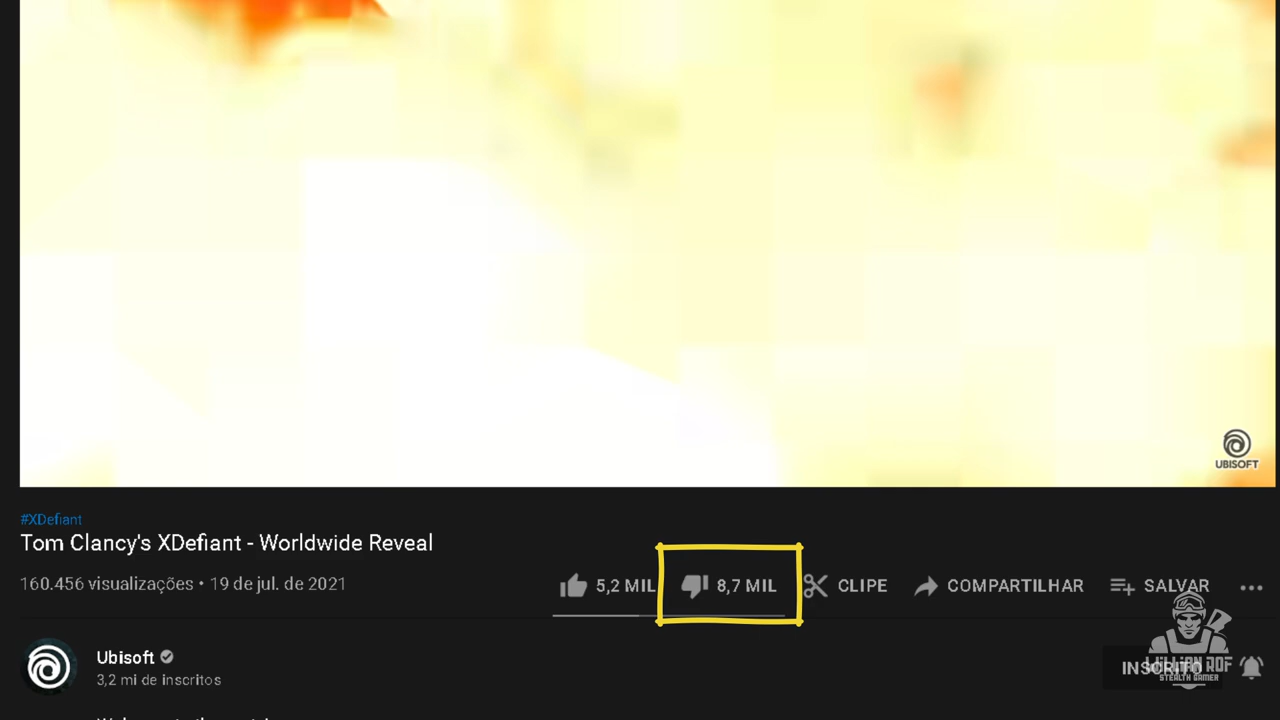 UBISOFT
#XDefiant
Tom Clancy's XDefiant - Worldwide Reveal
160.456 visualizações • 19 de jul. de 2021
5,2 MIL 8,7 MIL CLIPE COMPARTILHAR SALVAR
Ubisoft
3,2 mi de inscritos
INSCRITO
STEALTH GAMER